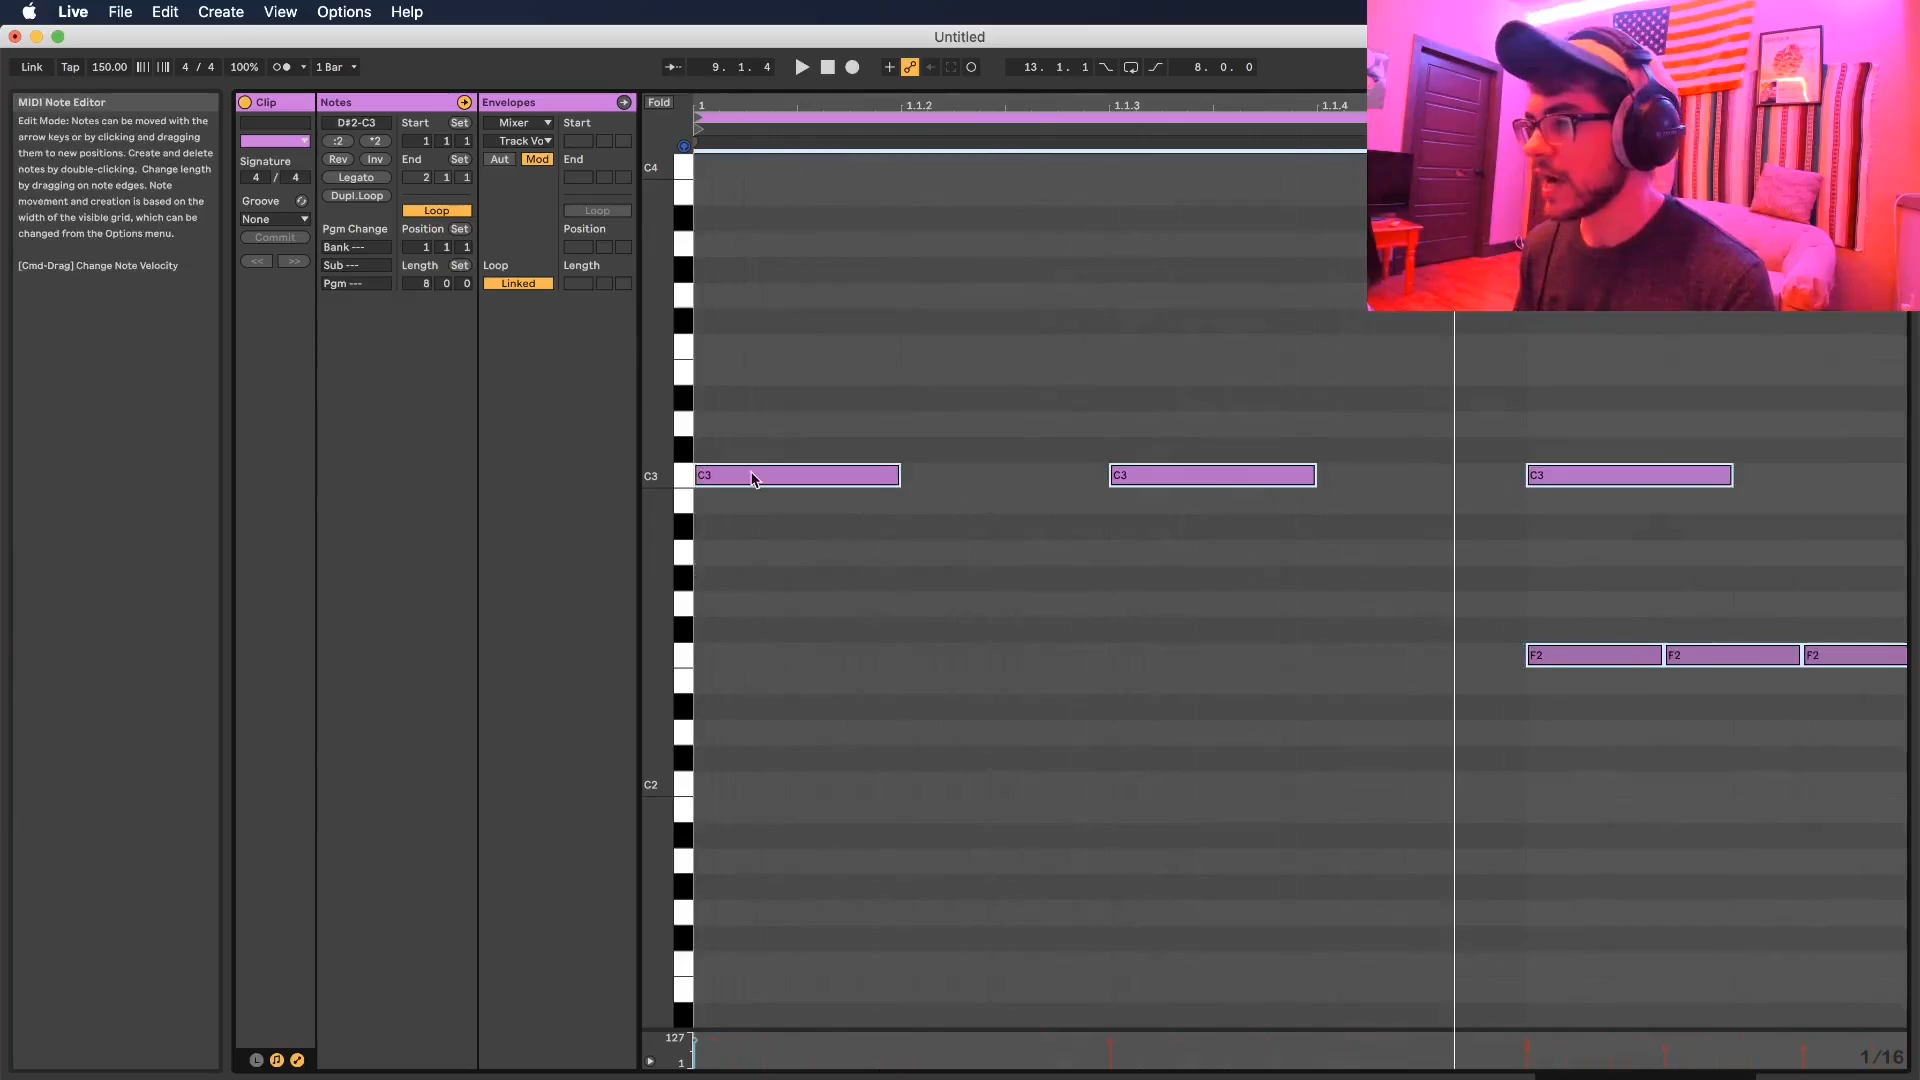 Live File Edit Create View Options Help
Untitled
Link Tap 150.00 4 / 4 100% 1 Bar
9. 1. 4
13. 1. 1
8. 0. 0
MIDI Note Editor
Edit Mode: Notes can be moved with the
arrow keys or by clicking and dragging
them to new positions. Create and delete
notes by double-clicking. Change length
by dragging on note edges. Note
movement and creation is based on the
width of the visible grid, which can be
changed from the Options menu.
[Cmd-Drag] Change Note Velocity
Clip
Signature
4 / 4
Groove
None
Commit
<< >>
Notes
D#2-C3
:2 *2
Rev Inv
Legato
Dupl.Loop
Pgm Change
Bank ---
Sub ---
Pgm ---
Start Set
1 1 1
End Set
2 1 1
Loop
Position Set
1 1 1
Length Set
8 0 0
Envelopes
Mixer
Track Vo
Aut Mod
Loop
Linked
Start
End
Loop
Position
Length
Fold
1 1.1.2 1.1.3 1.1.4
C4
C3
C3 C3 C3
F2 F2 F2
C2
127
1
1/16
L